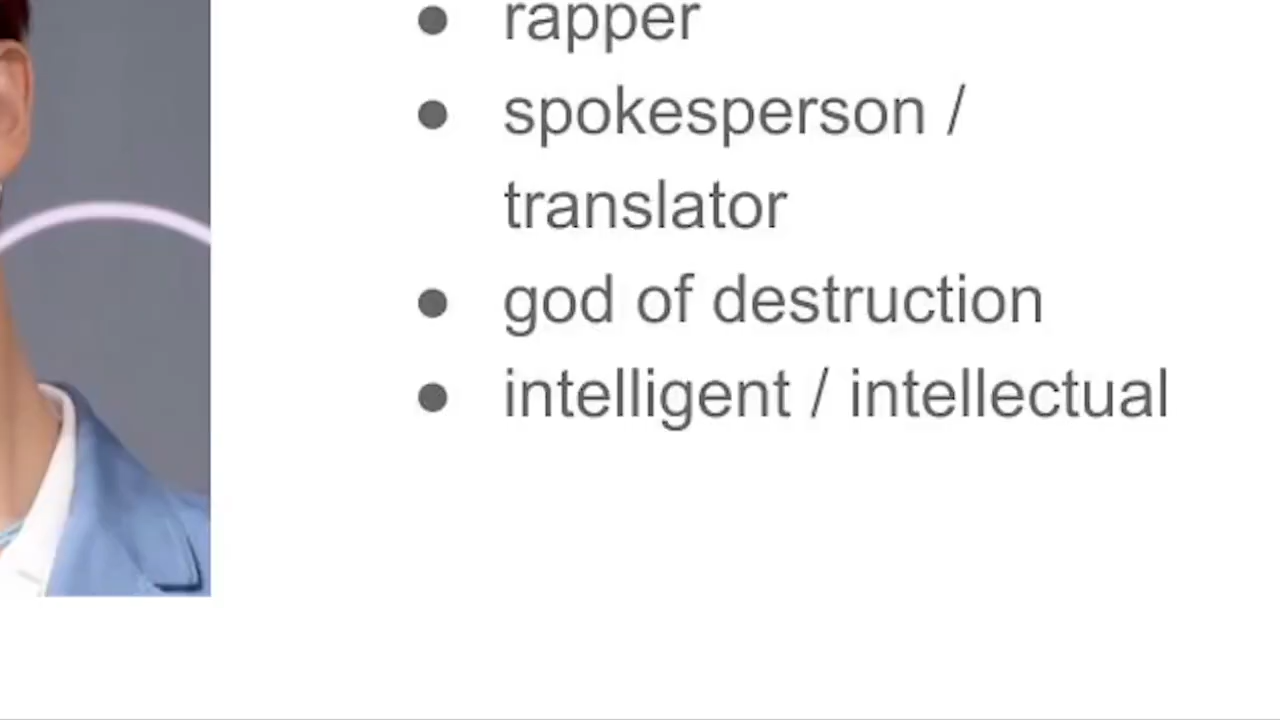 rapper
spokesperson /
translator
god of destruction
intelligent / intellectual